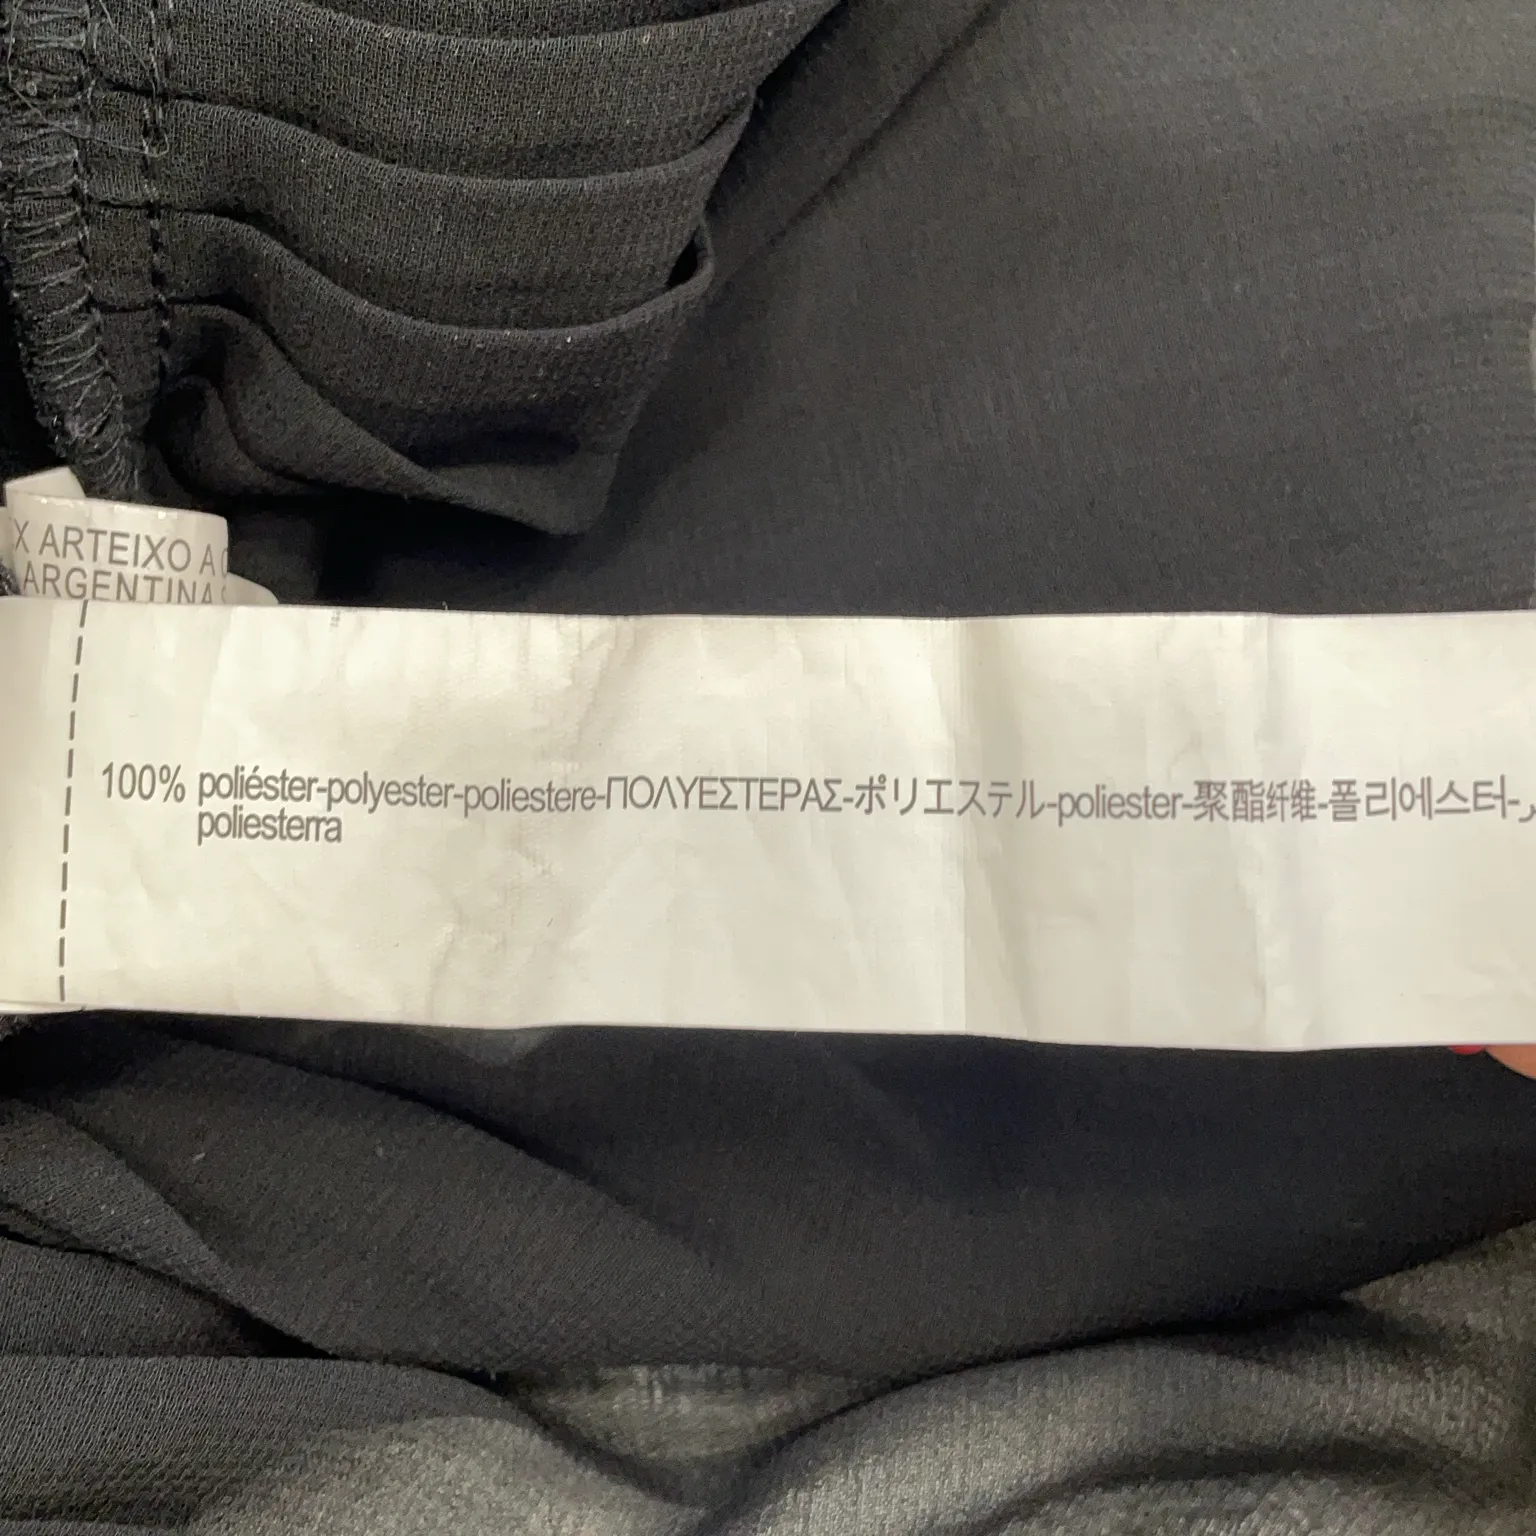 X ARTEIXO A
ARGENTINA
100% poliéster-polyester-poliestere-ΠΟΛΥΕΣΤΕΡΑΣ-ポリエステル-poliester-聚酯纤维-폴리에스터-
poliesterra